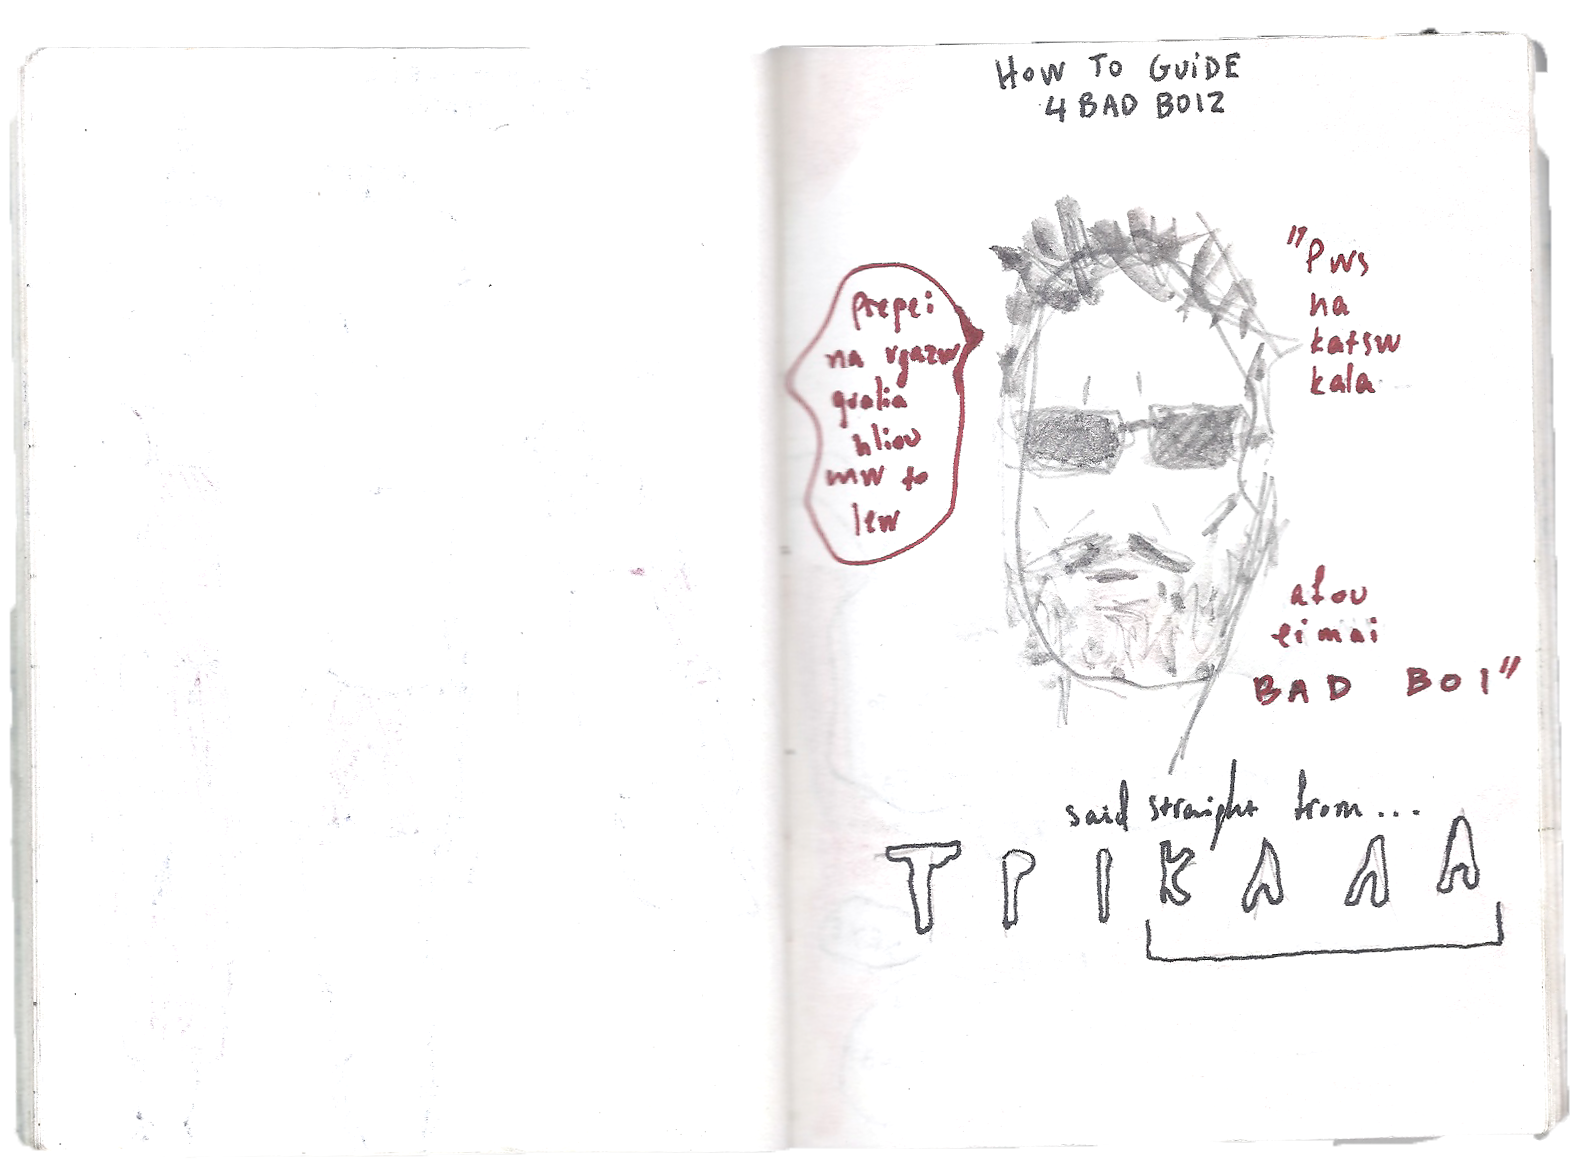 HOW TO GUIDE
4 BAD BOIZ
prepei
na vgazw
gualia
hliou
mw to
lew
"Pws
na
katsw
kala
afou
eimai
BAD BOI"
said straight from...
ΤΡΙΚΑΛΑ